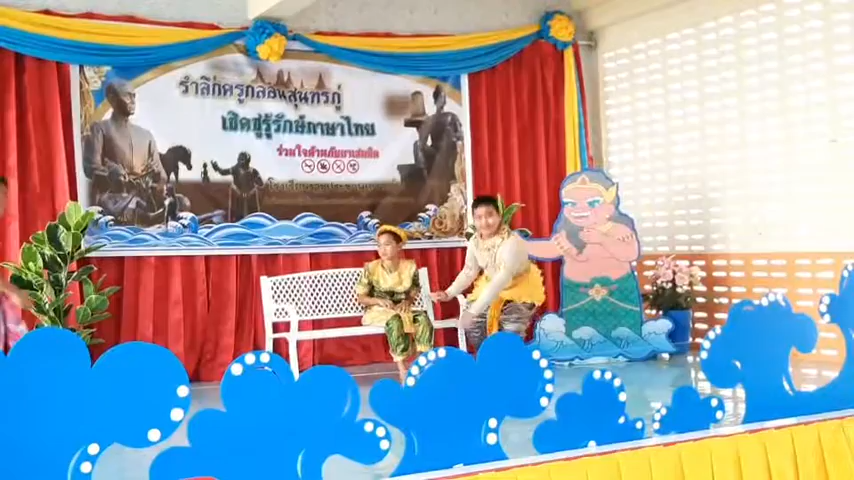 รำลึกครูกลอนสุนทรภู่
เชิดชูรู้รักษ์ภาษาไทย
ร่วมใจต้านภัยยาเสพติด